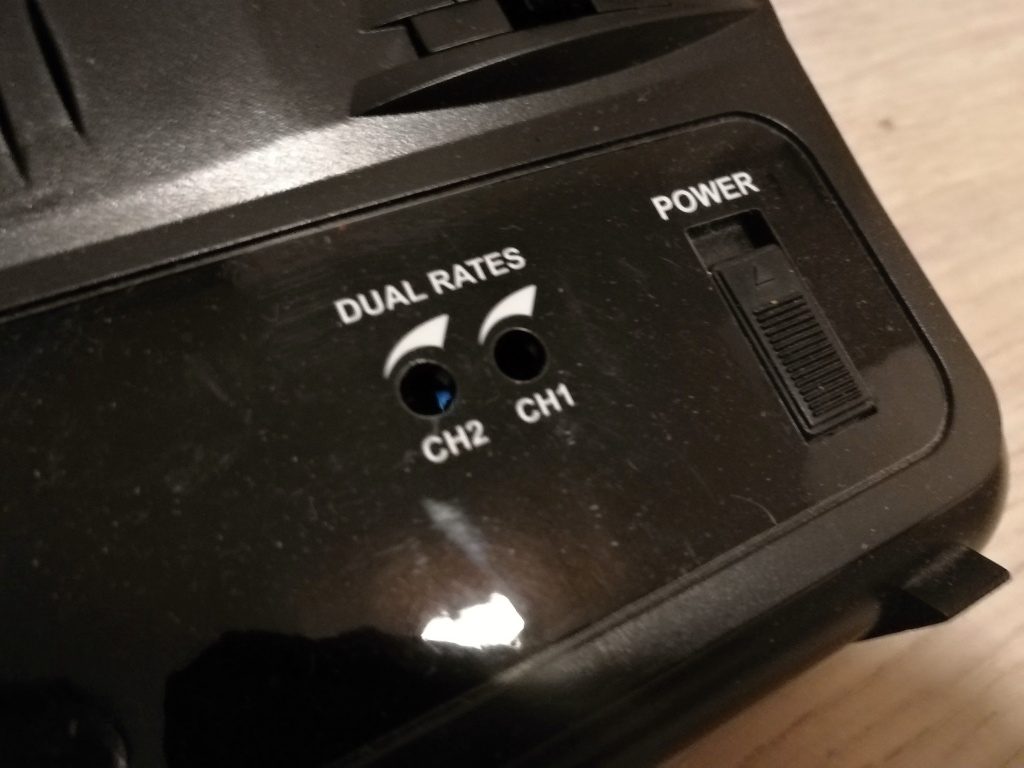 POWER
DUAL RATES
CH2
CH1